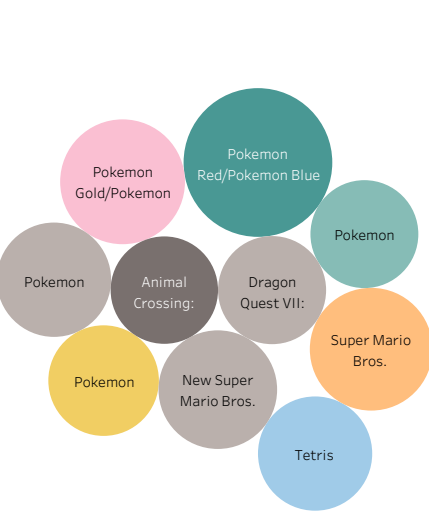 Pokemon
Red/Pokemon Blue
Pokemon
Gold/Pokemon
Pokemon
Pokemon
Animal
Crossing:
Dragon
Quest VII:
Super Mario
Bros.
Pokemon
New Super
Mario Bros.
Tetris